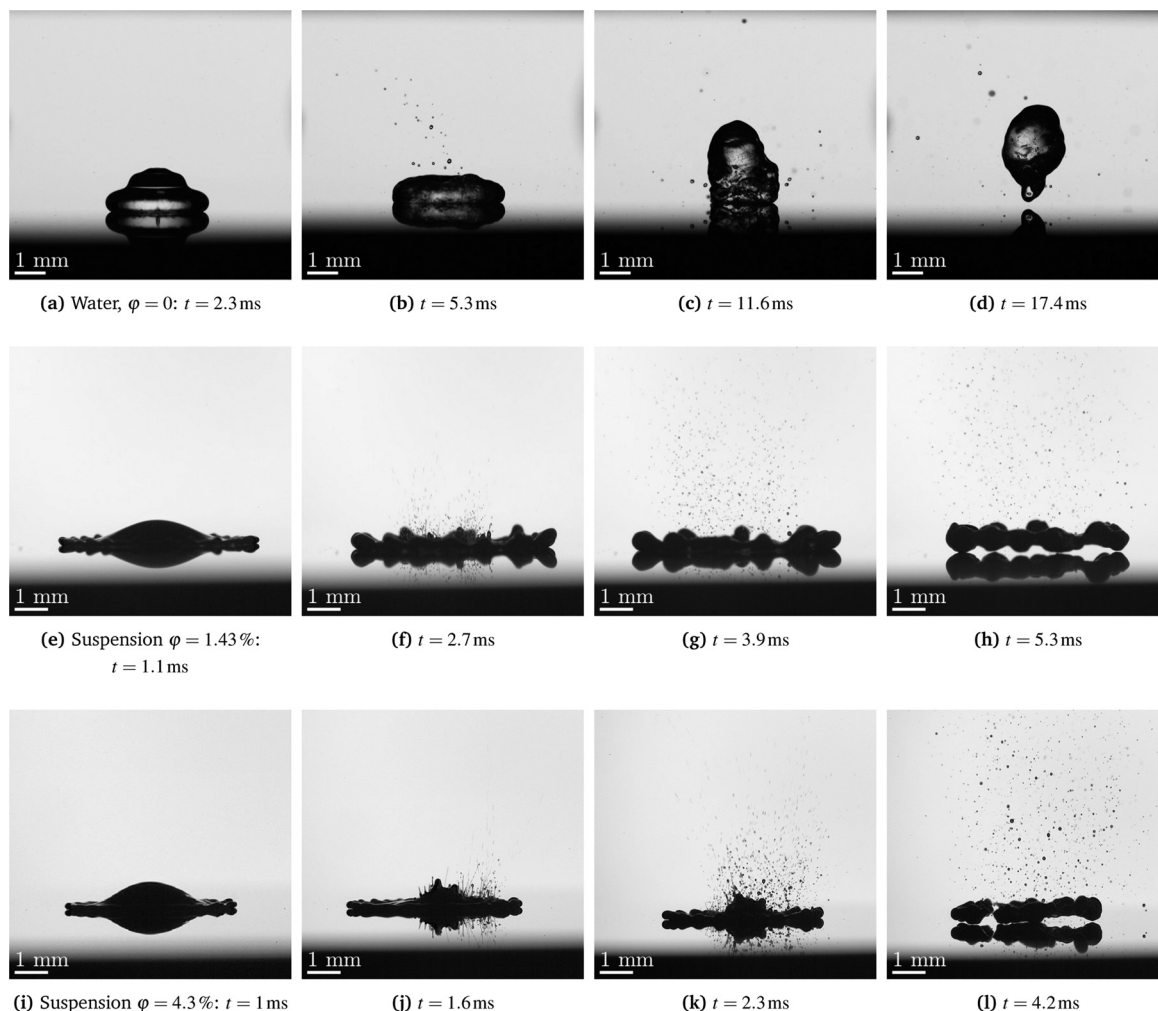 1 mm 1 mm 1 mm 1 mm
(a) Water, φ = 0: t = 2.3 ms (b) t = 5.3 ms (c) t = 11.6 ms (d) t = 17.4 ms
1 mm 1 mm 1 mm 1 mm
(e) Suspension φ = 1.43 %: (f) t = 2.7 ms (g) t = 3.9 ms (h) t = 5.3 ms
t = 1.1 ms
1 mm 1 mm 1 mm 1 mm
(i) Suspension φ = 4.3 %: t = 1 ms (j) t = 1.6 ms (k) t = 2.3 ms (l) t = 4.2 ms